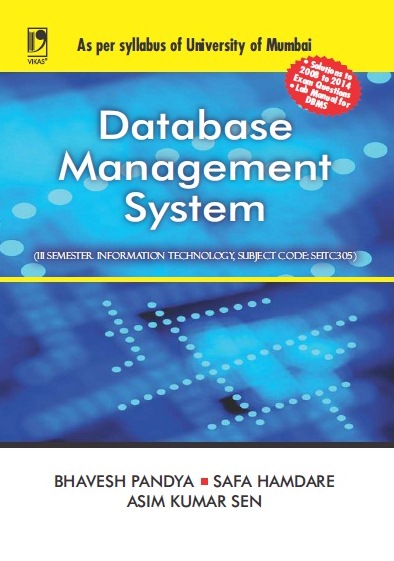 VIKAS®
As per syllabus of University of Mumbai
• Solutions to
2008 to 2014
Exam Questions
• Lab Manual for
DBMS
Database
Management
System
(III SEMESTER INFORMATION TECHNOLOGY, SUBJECT CODE: SEITC305)
BHAVESH PANDYA ▪ SAFA HAMDARE
ASIM KUMAR SEN